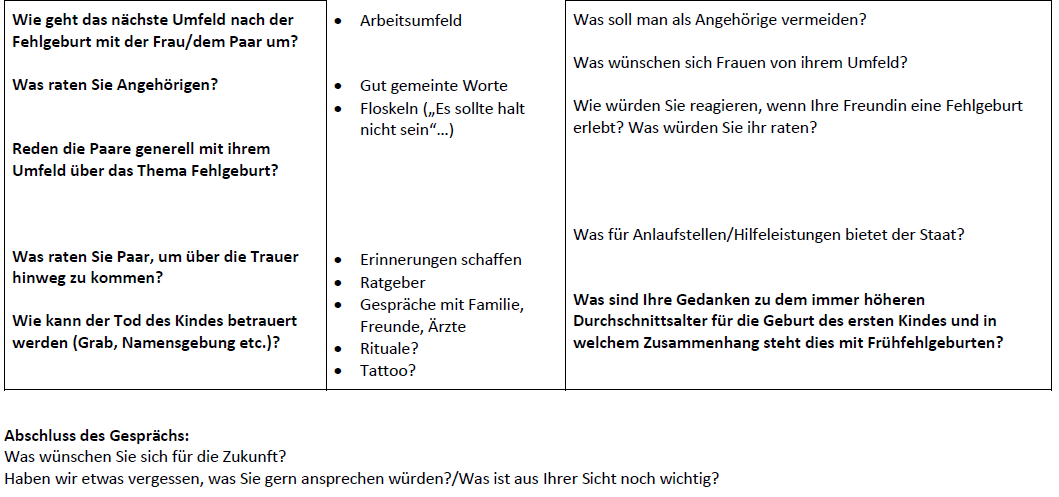 Wie geht das nächste Umfeld nach der
Fehlgeburt mit der Frau/dem Paar um?
Was raten Sie Angehörigen?
Reden die Paare generell mit ihrem
Umfeld über das Thema Fehlgeburt?
Was raten Sie Paar, um über die Trauer
hinweg zu kommen?
Wie kann der Tod des Kindes betrauert
werden (Grab, Namensgebung etc.)?
• Arbeitsumfeld
• Gut gemeinte Worte
• Floskeln („Es sollte halt
nicht sein“…)
• Erinnerungen schaffen
• Ratgeber
• Gespräche mit Familie,
Freunde, Ärzte
• Rituale?
• Tattoo?
Was soll man als Angehörige vermeiden?
Was wünschen sich Frauen von ihrem Umfeld?
Wie würden Sie reagieren, wenn Ihre Freundin eine Fehlgeburt
erlebt? Was würden Sie ihr raten?
Was für Anlaufstellen/Hilfeleistungen bietet der Staat?
Was sind Ihre Gedanken zu dem immer höheren
Durchschnittsalter für die Geburt des ersten Kindes und in
welchem Zusammenhang steht dies mit Frühfehlgeburten?
Abschluss des Gesprächs:
Was wünschen Sie sich für die Zukunft?
Haben wir etwas vergessen, was Sie gern ansprechen würden?/Was ist aus Ihrer Sicht noch wichtig?